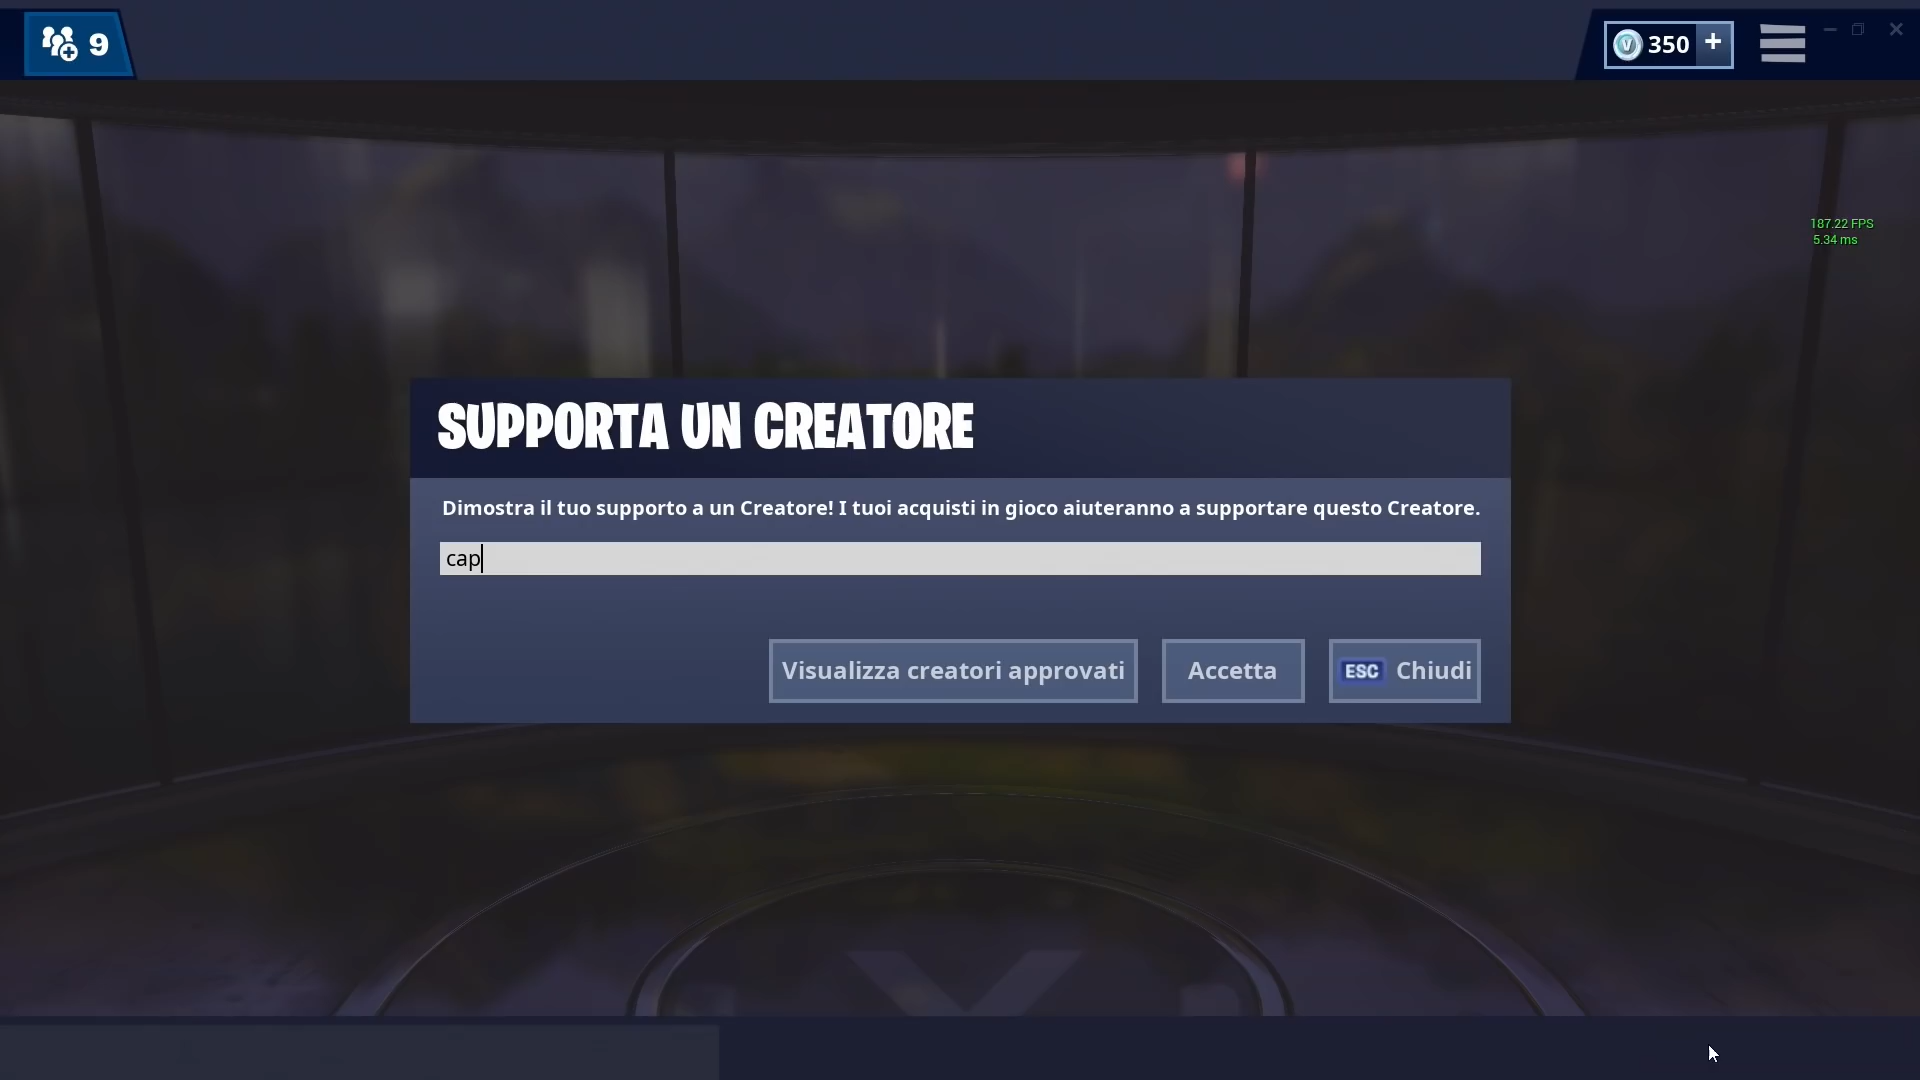 9
350 +
187.22 FPS
5.34 ms
SUPPORTA UN CREATORE
Dimostra il tuo supporto a un Creatore! I tuoi acquisti in gioco aiuteranno a supportare questo Creatore.
cap
Visualizza creatori approvati
Accetta
ESC Chiudi